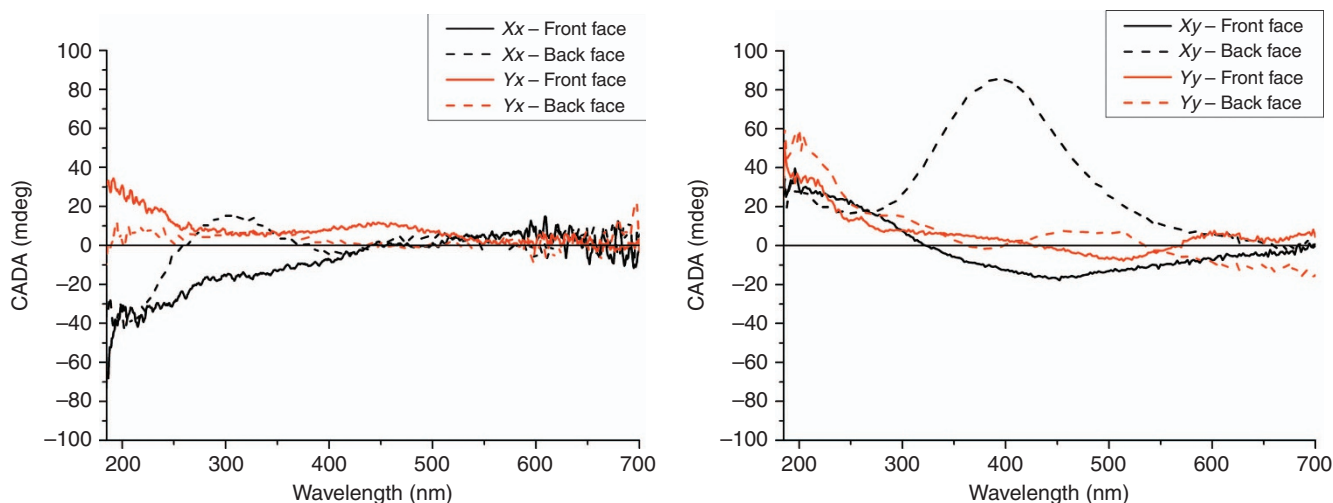 100
80
60
40
20
0
−20
−40
−60
−80
−100
CADA (mdeg)
200 300 400 500 600 700
Wavelength (nm)
Xx – Front face
Xx – Back face
Yx – Front face
Yx – Back face
100
80
60
40
20
0
−20
−40
−60
−80
−100
CADA (mdeg)
200 300 400 500 600 700
Wavelength (nm)
Xy – Front face
Xy – Back face
Yy – Front face
Yy – Back face